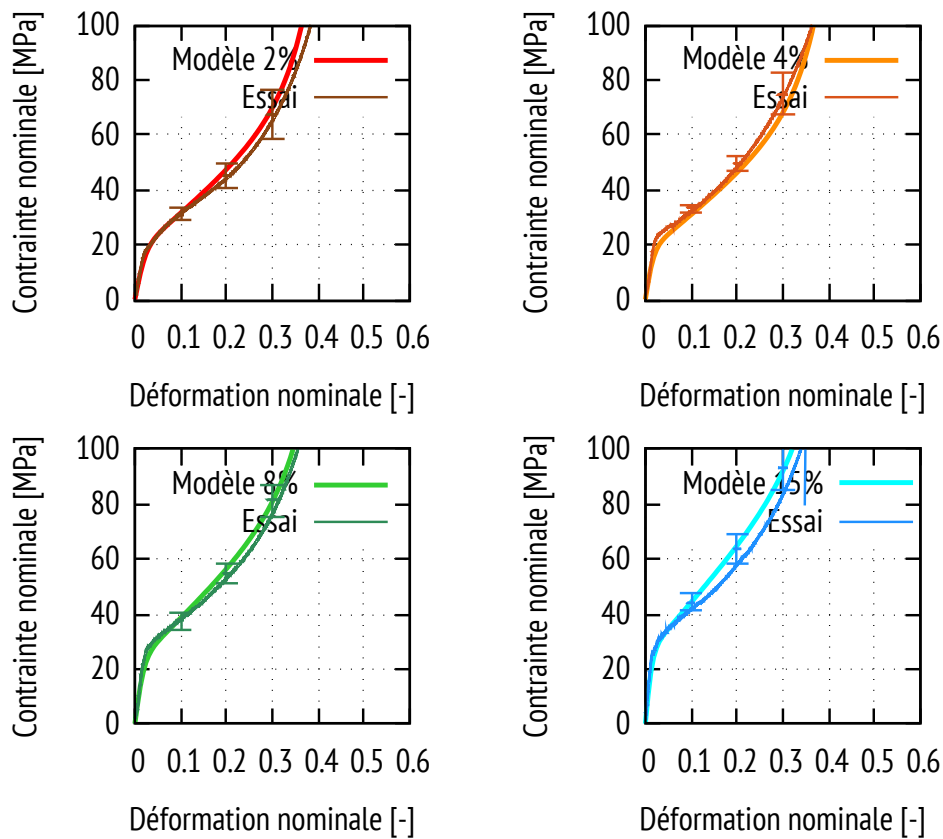 Contrainte nominale [MPa]
100
80
60
40
20
0
Modèle 2%
Essai
0 0.1 0.2 0.3 0.4 0.5 0.6
Déformation nominale [-]
Contrainte nominale [MPa]
100
80
60
40
20
0
Modèle 4%
Essai
0 0.1 0.2 0.3 0.4 0.5 0.6
Déformation nominale [-]
Contrainte nominale [MPa]
100
80
60
40
20
0
Modèle 8%
Essai
0 0.1 0.2 0.3 0.4 0.5 0.6
Déformation nominale [-]
Contrainte nominale [MPa]
100
80
60
40
20
0
Modèle 15%
Essai
0 0.1 0.2 0.3 0.4 0.5 0.6
Déformation nominale [-]